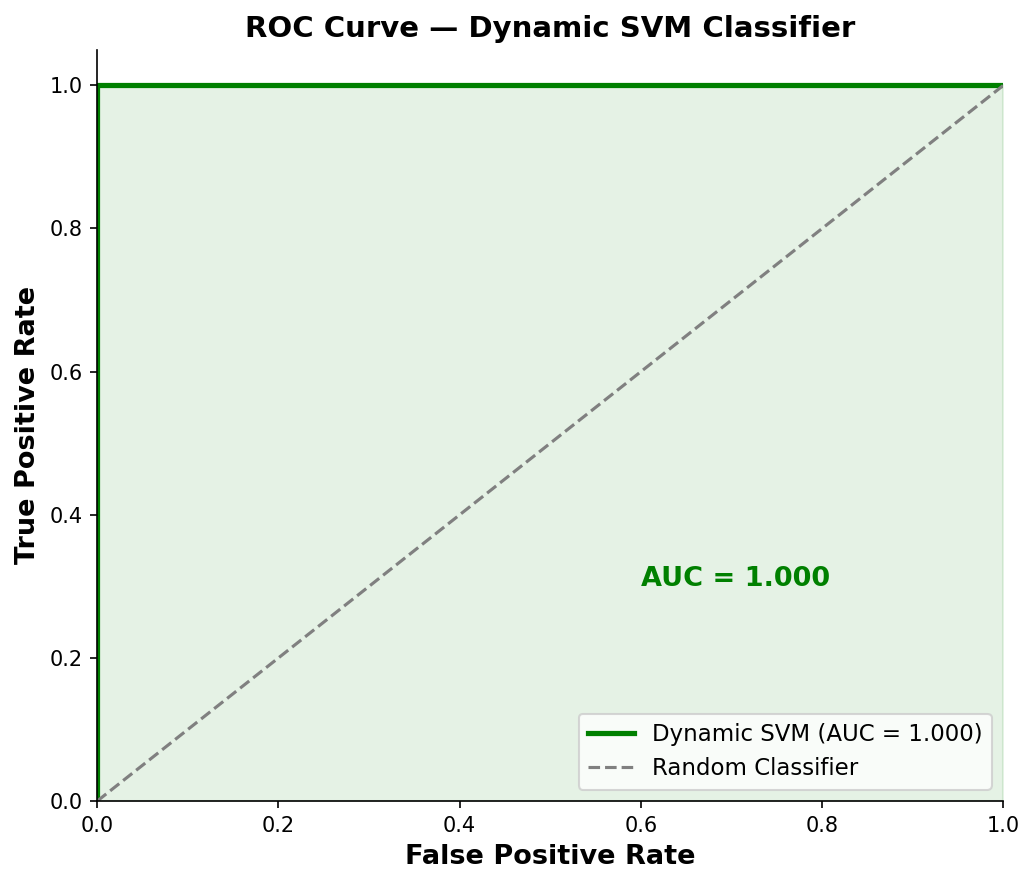 ROC Curve — Dynamic SVM Classifier
True Positive Rate
1.0
0.8
0.6
0.4
0.2
0.0
AUC = 1.000
Dynamic SVM (AUC = 1.000)
Random Classifier
0.0 0.2 0.4 0.6 0.8 1.0
False Positive Rate